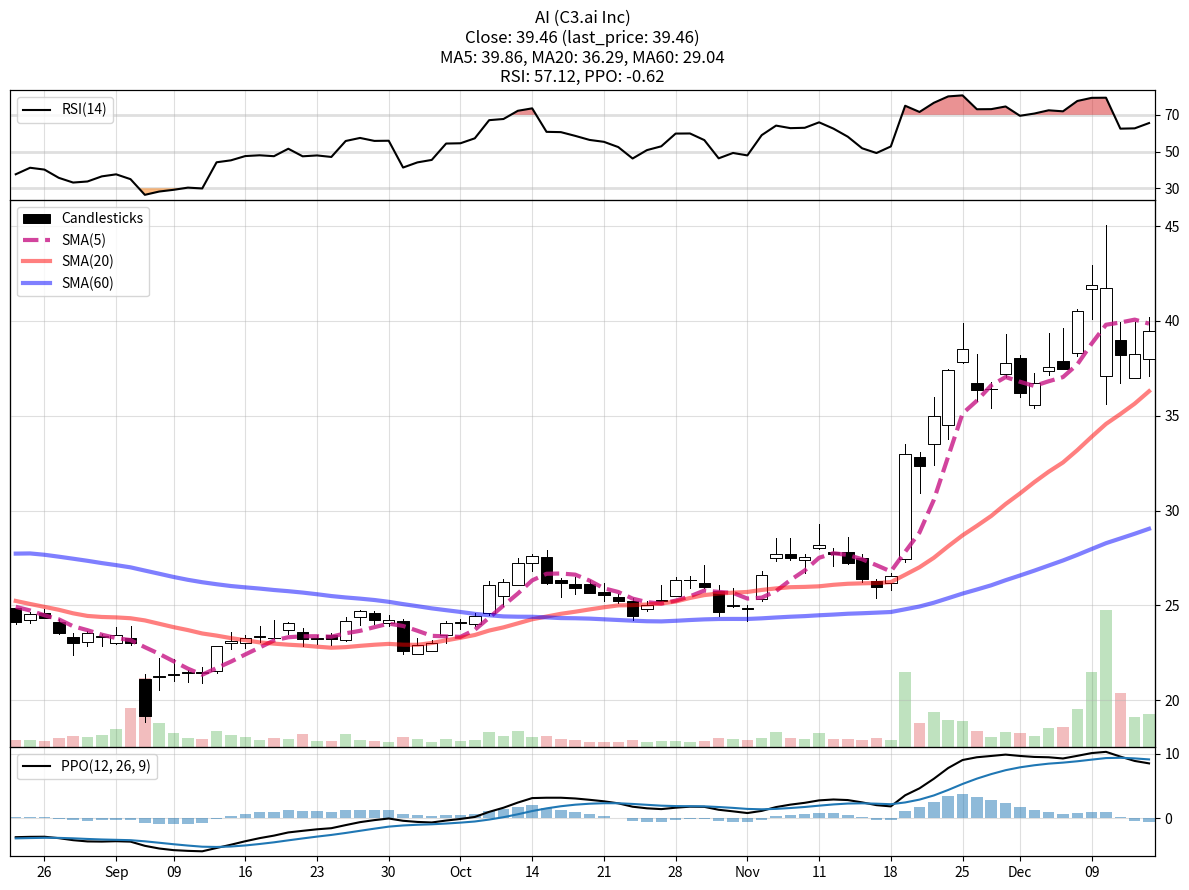 AI (C3.ai Inc)
Close: 39.46 (last_price: 39.46)
MA5: 39.86, MA20: 36.29, MA60: 29.04
RSI: 57.12, PPO: -0.62
RSI(14)
70
50
30
Candlesticks
SMA(5)
SMA(20)
SMA(60)
45
40
35
30
25
20
PPO(12, 26, 9)
10
0
26 Sep 09 16 23 30 Oct 14 21 28 Nov 11 18 25 Dec 09